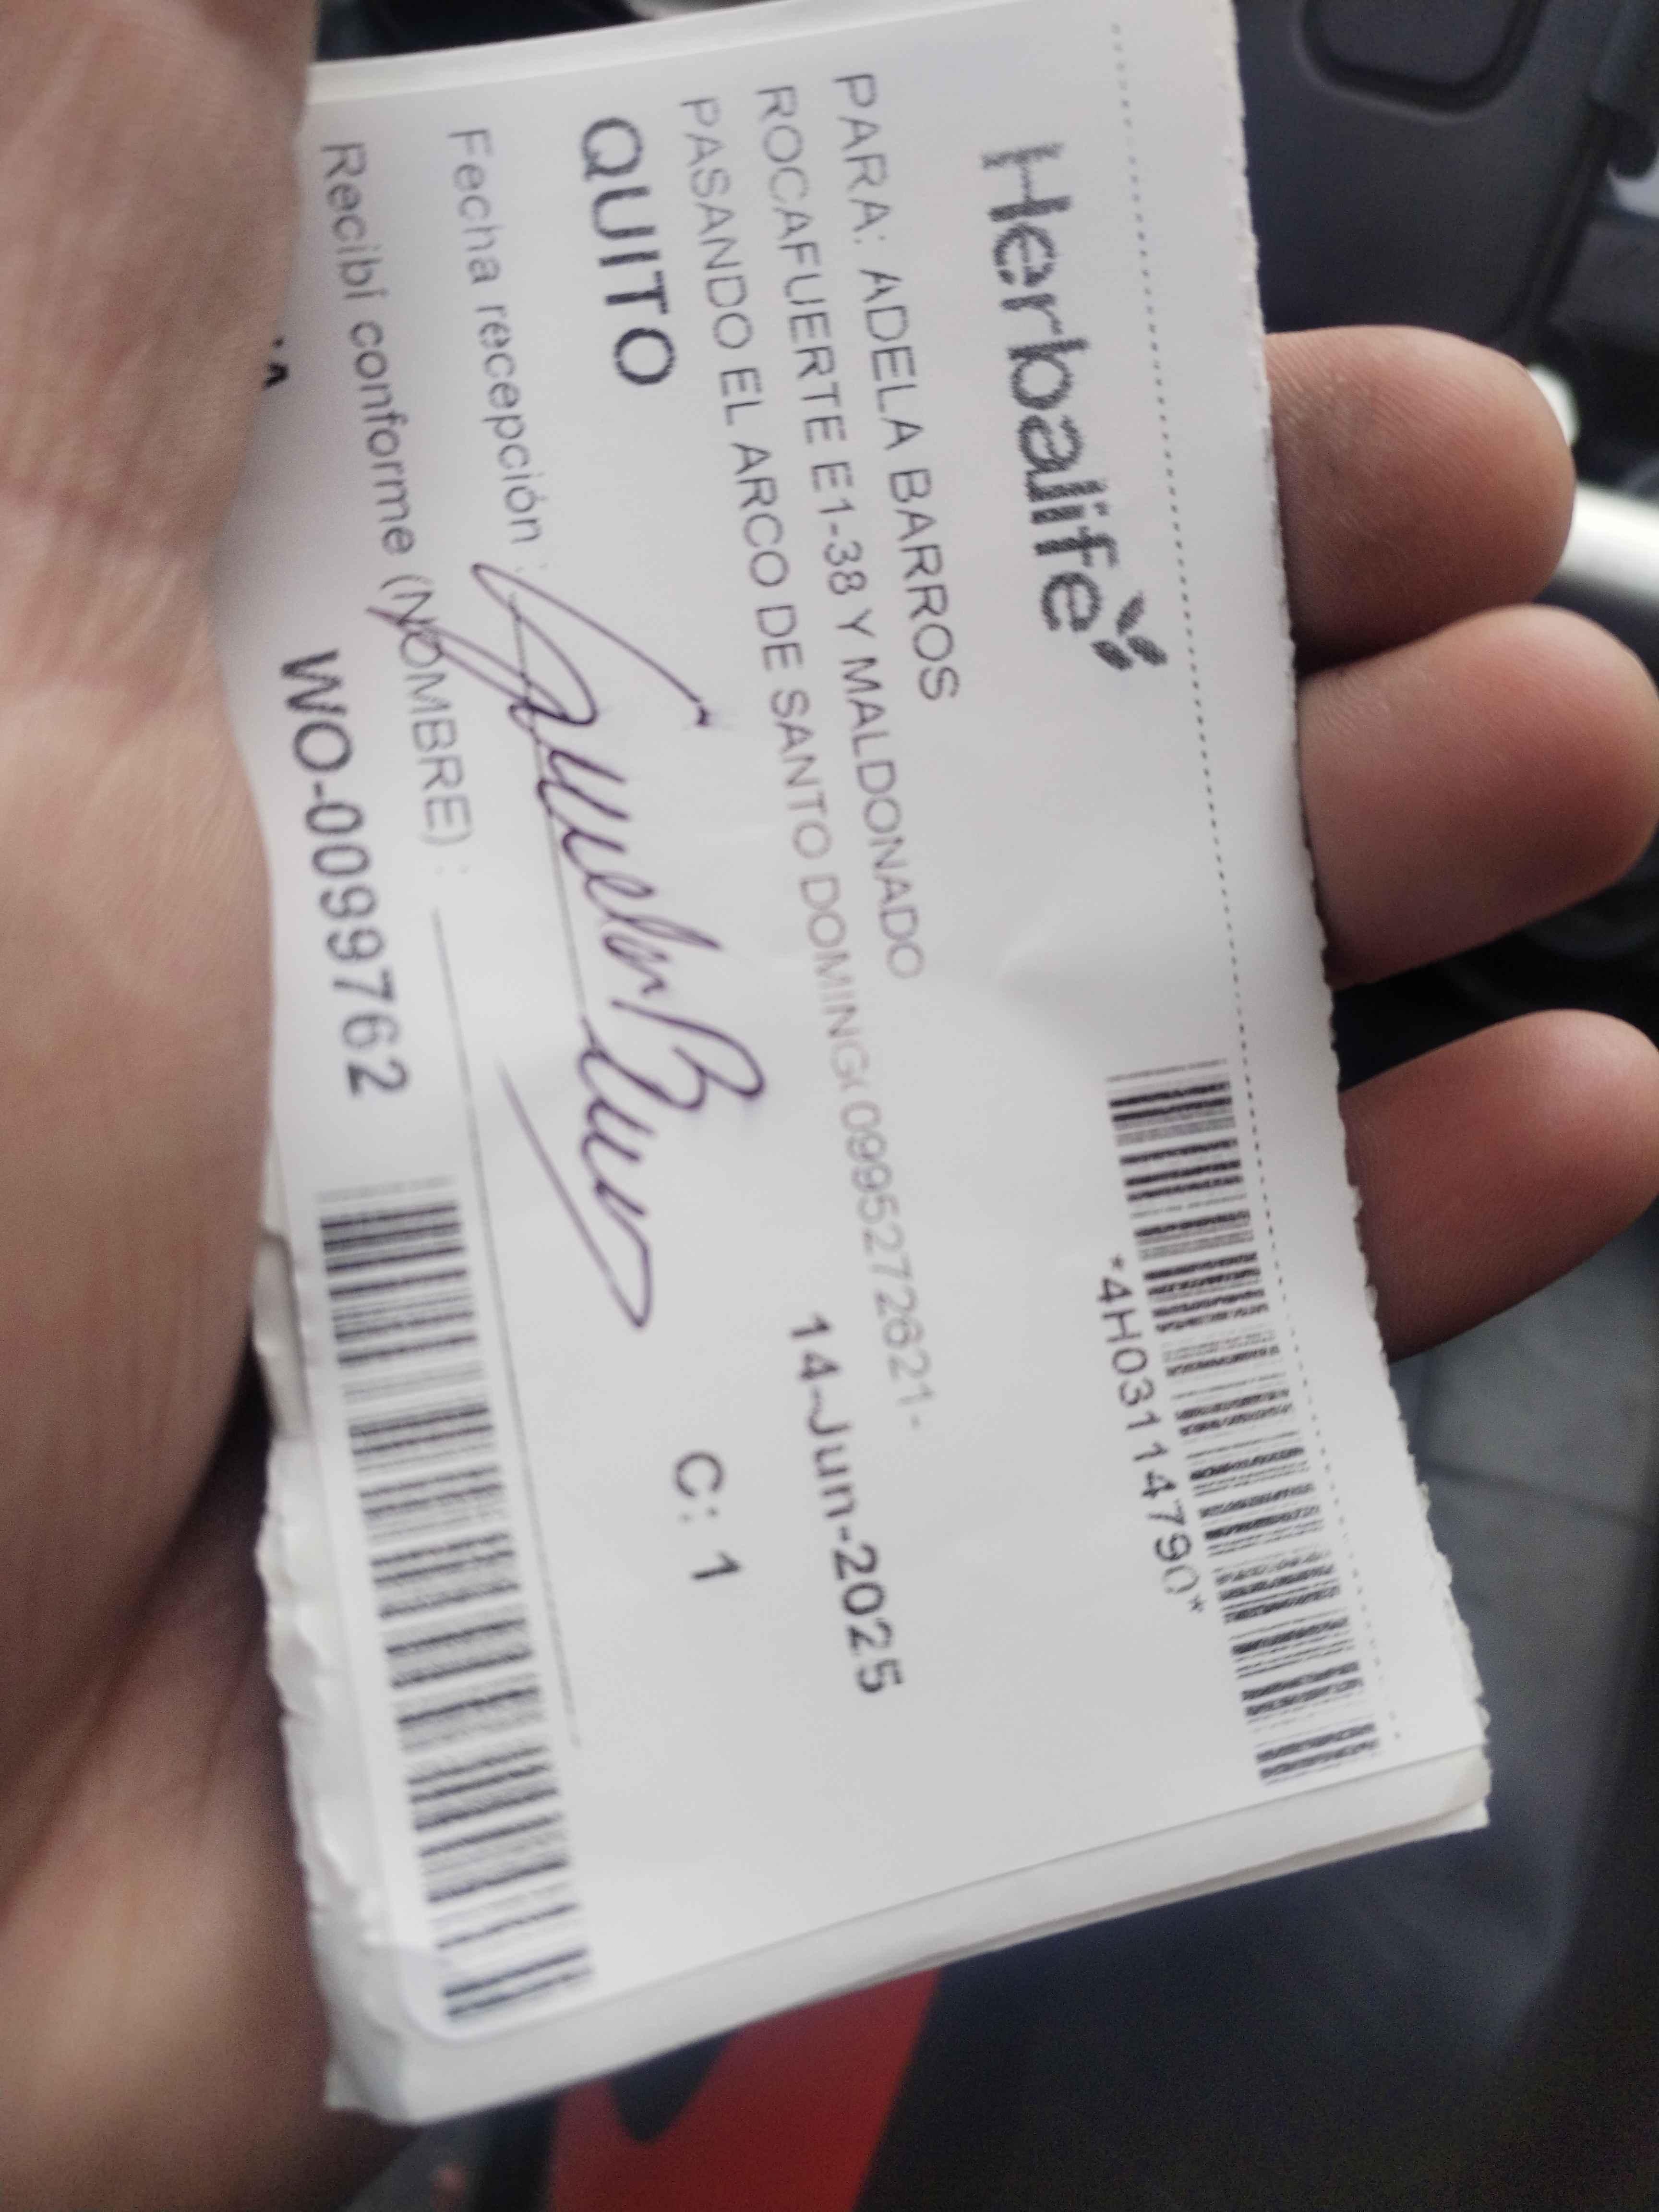 Herbalife
*4H03114790*
PARA: ADELA BARROS
ROCAFUERTE E1-38 Y MALDONADO
PASANDO EL ARCO DE SANTO DOMING( 0995272621-
14-Jun-2025
QUITO
C: 1
Fecha recepción :
Recibí conforme (NOMBRE) :
WO-00999762